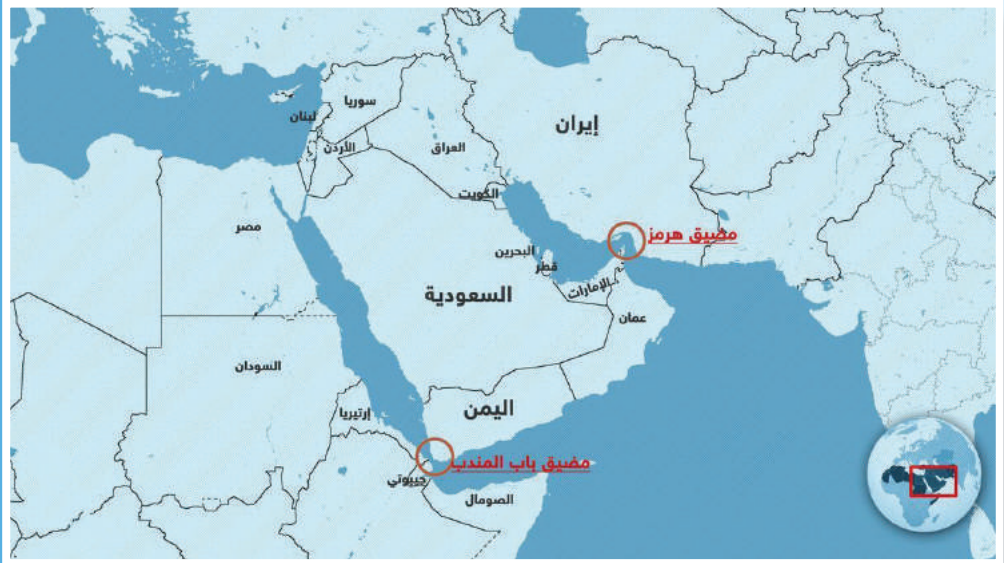 سوريا
لبنان
إيران
الأردن
العراق
الكويت
مصر
مضيق هرمز
البحرين
قطر
الإمارات
السعودية
عمان
السودان
إرتيريا
اليمن
مضيق باب المندب
جيبوتي
الصومال